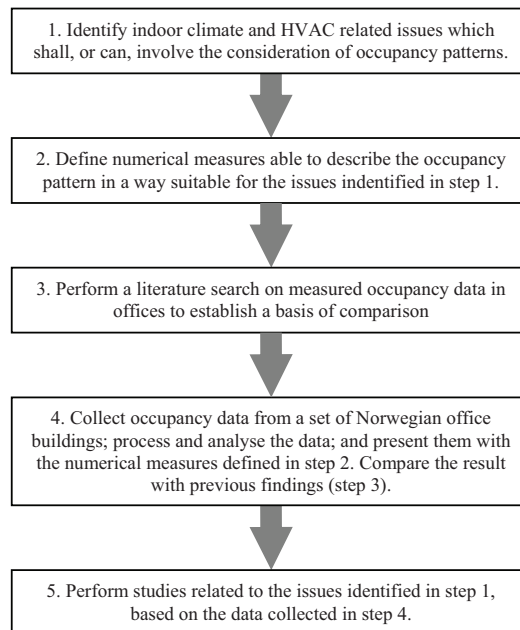 1. Identify indoor climate and HVAC related issues which
shall, or can, involve the consideration of occupancy patterns.
2. Define numerical measures able to describe the occupancy
pattern in a way suitable for the issues indentified in step 1.
3. Perform a literature search on measured occupancy data in
offices to establish a basis of comparison
4. Collect occupancy data from a set of Norwegian office
buildings; process and analyse the data; and present them with
the numerical measures defined in step 2. Compare the result
with previous findings (step 3).
5. Perform studies related to the issues identified in step 1,
based on the data collected in step 4.